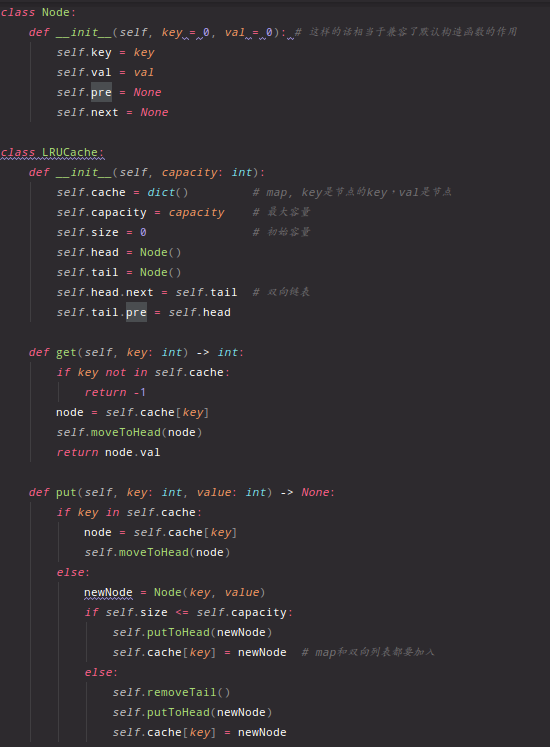 class Node:
    def __init__(self, key = 0, val = 0): # 这样的话相当于兼容了默认构造函数的作用
        self.key = key
        self.val = val
        self.pre = None
        self.next = None
class LRUCache:
    def __init__(self, capacity: int):
        self.cache = dict()         # map, key是节点的key，val是节点
        self.capacity = capacity    # 最大容量
        self.size = 0               # 初始容量
        self.head = Node()
        self.tail = Node()
        self.head.next = self.tail  # 双向链表
        self.tail.pre = self.head
    def get(self, key: int) -> int:
        if key not in self.cache:
            return -1
        node = self.cache[key]
        self.moveToHead(node)
        return node.val
    def put(self, key: int, value: int) -> None:
        if key in self.cache:
            node = self.cache[key]
            self.moveToHead(node)
        else:
            newNode = Node(key, value)
            if self.size <= self.capacity:
                self.putToHead(newNode)
                self.cache[key] = newNode  # map和双向列表都要加入
            else:
                self.removeTail()
                self.putToHead(newNode)
                self.cache[key] = newNode